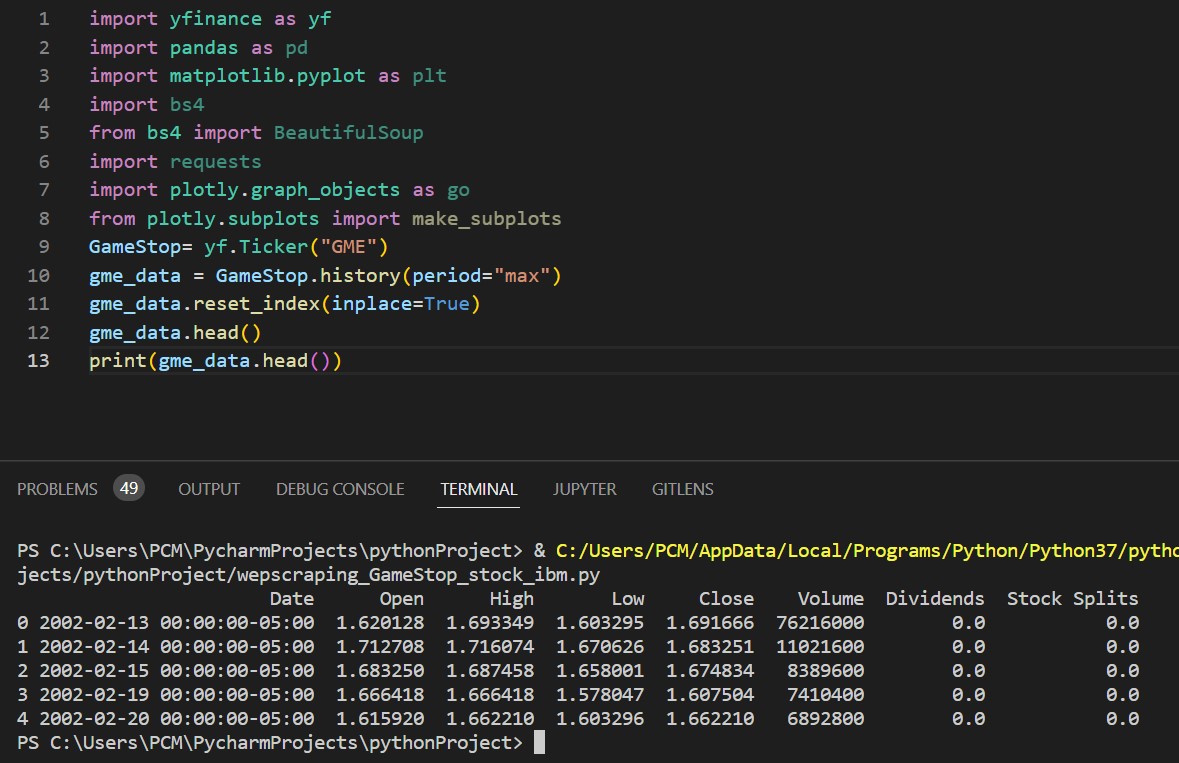 1 import yfinance as yf
2 import pandas as pd
3 import matplotlib.pyplot as plt
4 import bs4
5 from bs4 import BeautifulSoup
6 import requests
7 import plotly.graph_objects as go
8 from plotly.subplots import make_subplots
9 GameStop= yf.Ticker("GME")
10 gme_data = GameStop.history(period="max")
11 gme_data.reset_index(inplace=True)
12 gme_data.head()
13 print(gme_data.head())
PROBLEMS 49 OUTPUT DEBUG CONSOLE TERMINAL JUPYTER GITLENS
PS C:\Users\PCM\PycharmProjects\pythonProject> & C:/Users/PCM/AppData/Local/Programs/Python/Python37/pytho
jects/pythonProject/wepscraping_GameStop_stock_ibm.py
Date Open High Low Close Volume Dividends Stock Splits
0 2002-02-13 00:00:00-05:00 1.620128 1.693349 1.603295 1.691666 76216000 0.0 0.0
1 2002-02-14 00:00:00-05:00 1.712708 1.716074 1.670626 1.683251 11021600 0.0 0.0
2 2002-02-15 00:00:00-05:00 1.683250 1.687458 1.658001 1.674834 8389600 0.0 0.0
3 2002-02-19 00:00:00-05:00 1.666418 1.666418 1.578047 1.607504 7410400 0.0 0.0
4 2002-02-20 00:00:00-05:00 1.615920 1.662210 1.603296 1.662210 6892800 0.0 0.0
PS C:\Users\PCM\PycharmProjects\pythonProject>